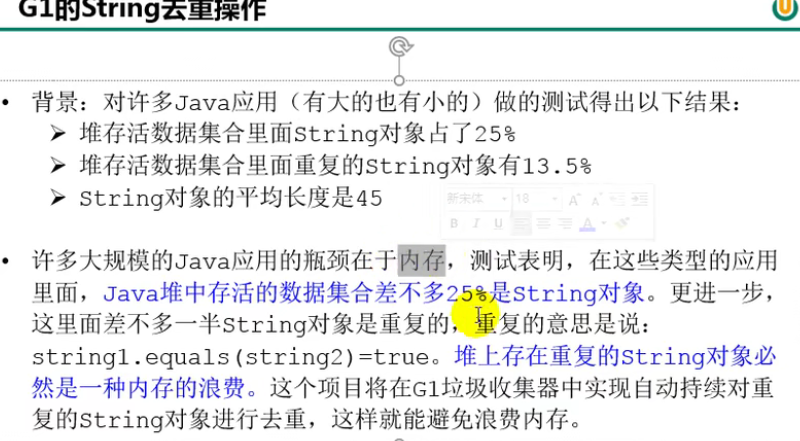 G1的String去重操作
• 背景：对许多Java应用（有大的也有小的）做的测试得出以下结果：
➢ 堆存活数据集合里面String对象占了25%
➢ 堆存活数据集合里面重复的String对象有13.5%
➢ String对象的平均长度是45
新宋体 18 A A
B I U A
• 许多大规模的Java应用的瓶颈在于内存，测试表明，在这些类型的应用
里面，Java堆中存活的数据集合差不多25%是String对象。更进一步，
这里面差不多一半String对象是重复的，重复的意思是说：
string1.equals(string2)=true。堆上存在重复的String对象必
然是一种内存的浪费。这个项目将在G1垃圾收集器中实现自动持续对重
复的String对象进行去重，这样就能避免浪费内存。